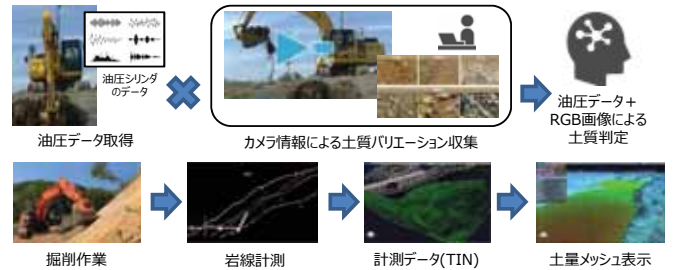 油圧シリンダ
のデータ
油圧データ取得
カメラ情報による土質バリエーション収集
油圧データ+
RGB画像による
土質判定
掘削作業
岩線計測
計測データ(TIN)
土量メッシュ表示